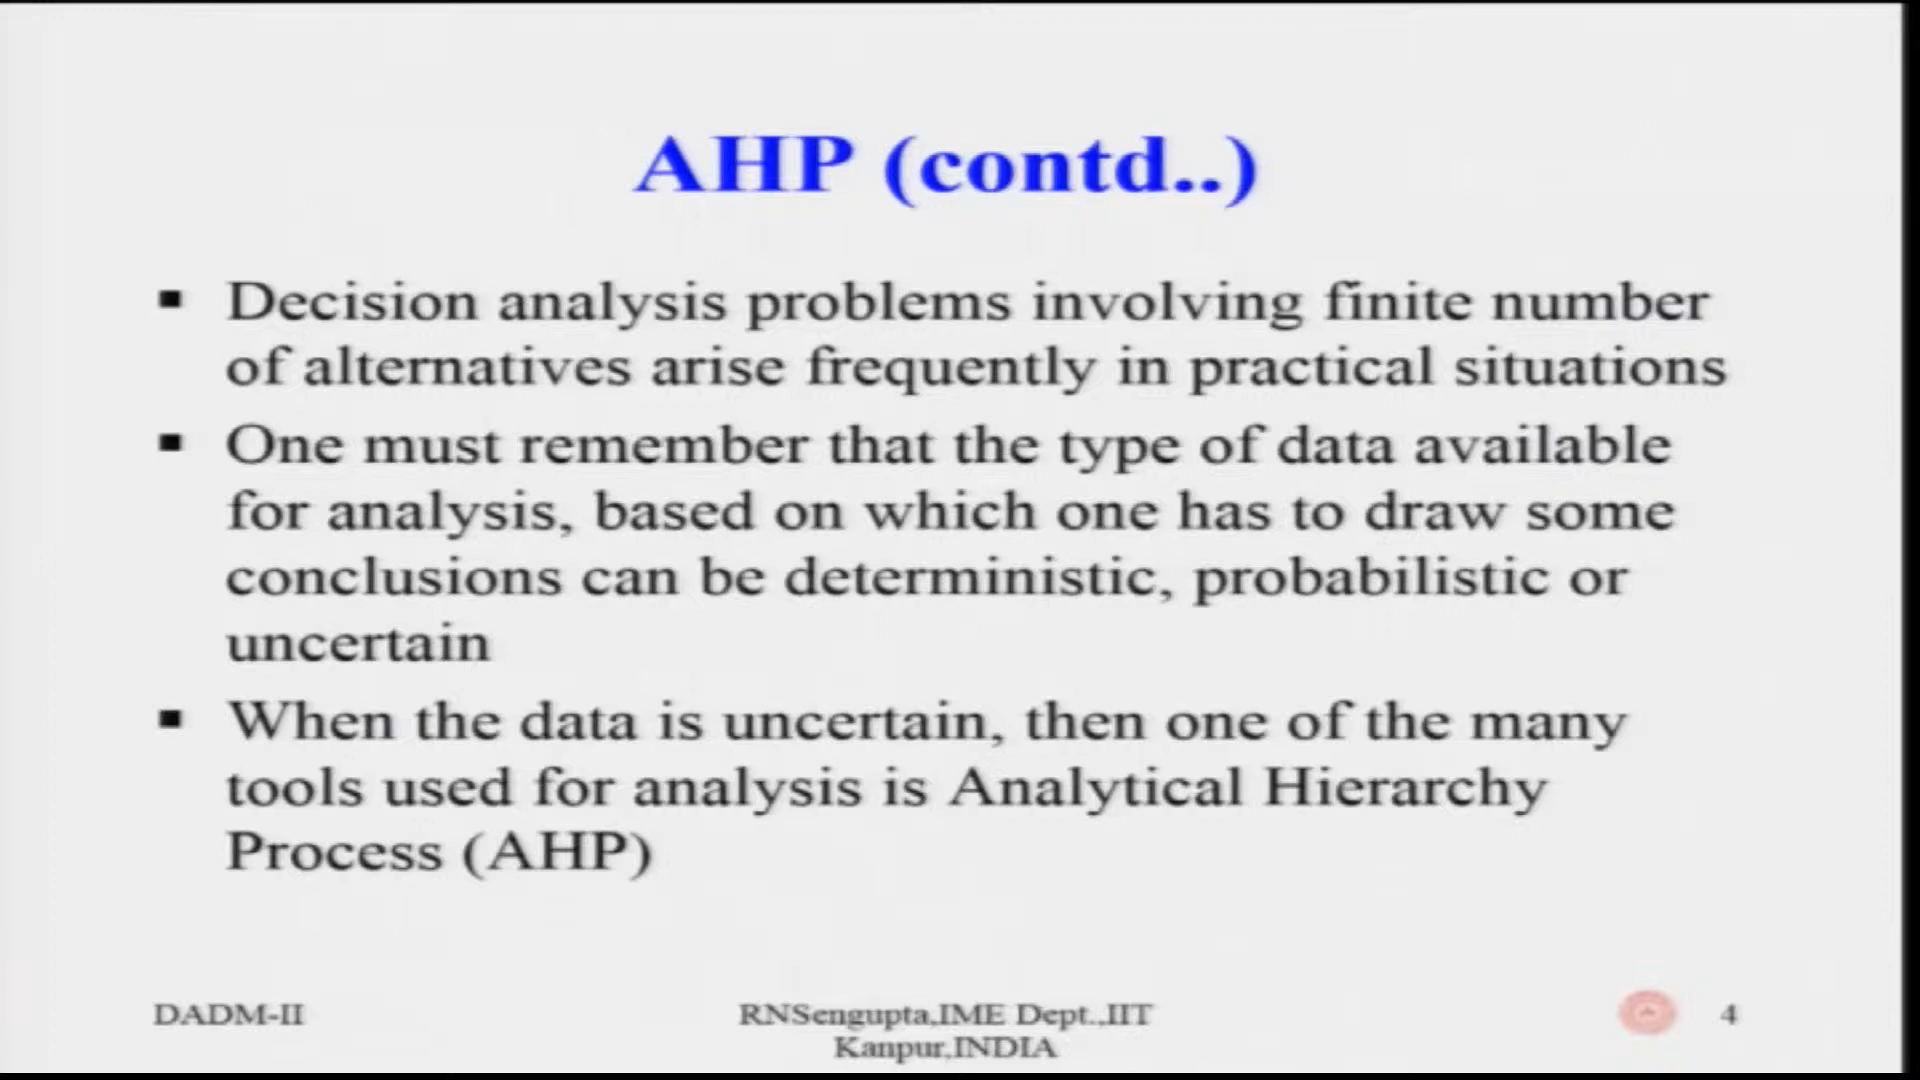 AHP (contd..)
▪ Decision analysis problems involving finite number
of alternatives arise frequently in practical situations
▪ One must remember that the type of data available
for analysis, based on which one has to draw some
conclusions can be deterministic, probabilistic or
uncertain
▪ When the data is uncertain, then one of the many
tools used for analysis is Analytical Hierarchy
Process (AHP)
DADM-II
RNSengupta,IME Dept.,IIT
Kanpur,INDIA
4